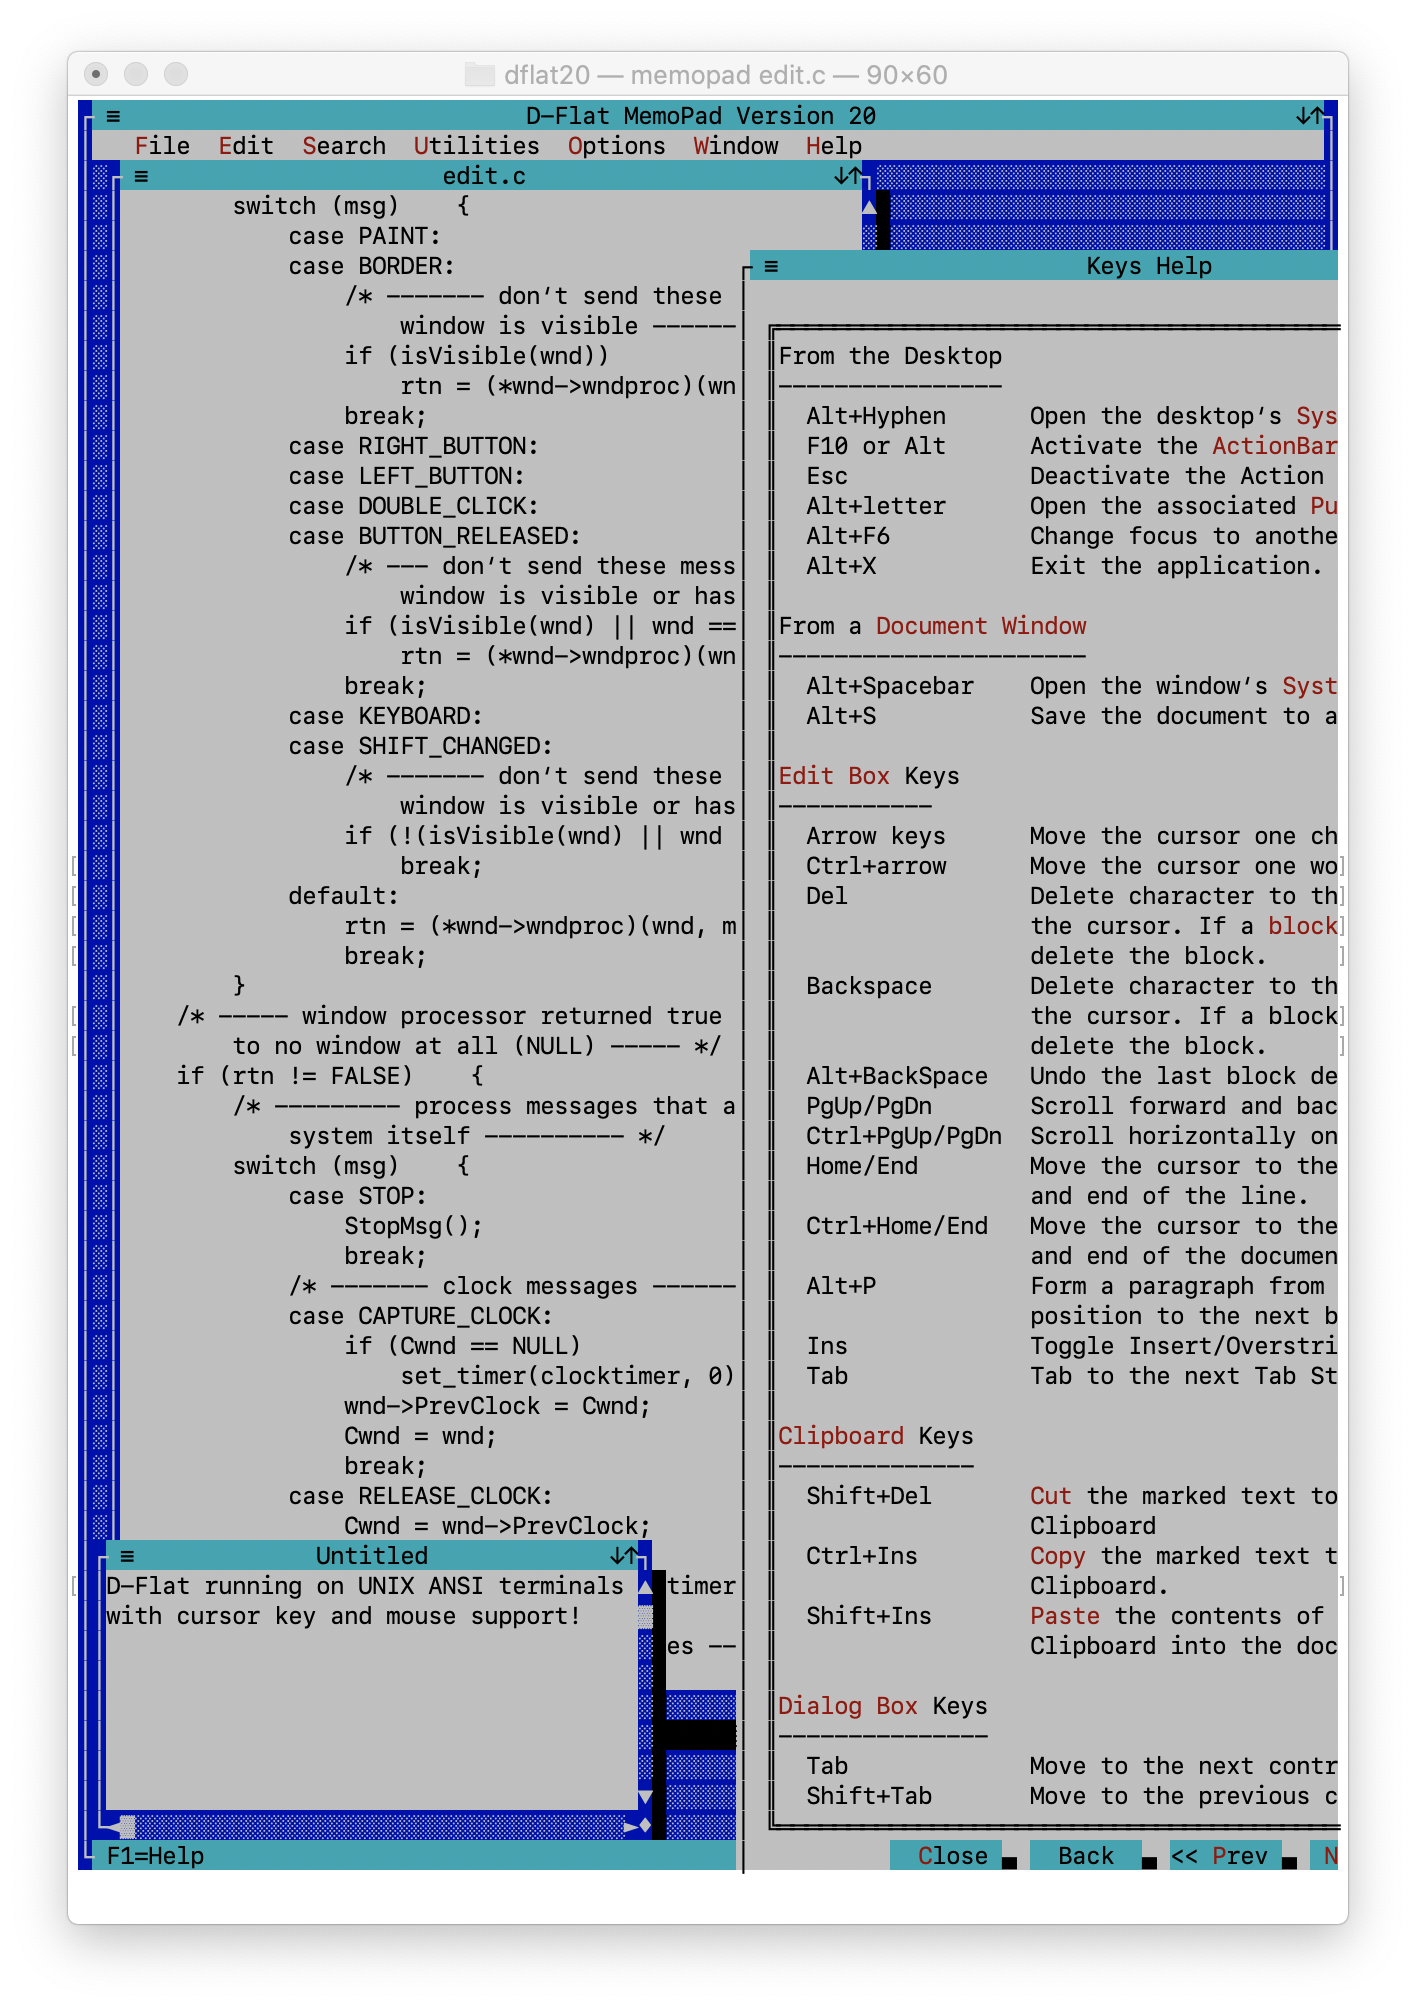 dflat20 — memopad edit.c — 90×60
≡ D-Flat MemoPad Version 20 ↓↑
File Edit Search Utilities Options Window Help
≡ edit.c ↓↑
switch (msg)    {
case PAINT:
case BORDER:
/* ------- don't send these
window is visible ------
if (isVisible(wnd))
rtn = (*wnd->wndproc)(wn
break;
case RIGHT_BUTTON:
case LEFT_BUTTON:
case DOUBLE_CLICK:
case BUTTON_RELEASED:
/* --- don't send these mess
window is visible or has
if (isVisible(wnd) || wnd ==
rtn = (*wnd->wndproc)(wn
break;
case KEYBOARD:
case SHIFT_CHANGED:
/* ------- don't send these
window is visible or has
if (!(isVisible(wnd) || wnd
break;
default:
rtn = (*wnd->wndproc)(wnd, m
break;
}
/* ----- window processor returned true
to no window at all (NULL) ----- */
if (rtn != FALSE)    {
/* --------- process messages that a
system itself ---------- */
switch (msg)    {
case STOP:
StopMsg();
break;
/* ------- clock messages ------
case CAPTURE_CLOCK:
if (Cwnd == NULL)
set_timer(clocktimer, 0)
wnd->PrevClock = Cwnd;
Cwnd = wnd;
break;
case RELEASE_CLOCK:
Cwnd = wnd->PrevClock;
timer
es --
≡ Untitled ↓↑
D-Flat running on UNIX ANSI terminals
with cursor key and mouse support!
≡ Keys Help
From the Desktop
----------------
Alt+Hyphen      Open the desktop's Sys
F10 or Alt      Activate the ActionBar
Esc             Deactivate the Action
Alt+letter      Open the associated Pu
Alt+F6          Change focus to anothe
Alt+X           Exit the application.
From a Document Window
----------------------
Alt+Spacebar    Open the window's Syst
Alt+S           Save the document to a
Edit Box Keys
-----------
Arrow keys      Move the cursor one ch
Ctrl+arrow      Move the cursor one wo
Del             Delete character to th
the cursor. If a block
delete the block.
Backspace       Delete character to th
the cursor. If a block
delete the block.
Alt+BackSpace   Undo the last block de
PgUp/PgDn       Scroll forward and bac
Ctrl+PgUp/PgDn  Scroll horizontally on
Home/End        Move the cursor to the
and end of the line.
Ctrl+Home/End   Move the cursor to the
and end of the documen
Alt+P           Form a paragraph from
position to the next b
Ins             Toggle Insert/Overstri
Tab             Tab to the next Tab St
Clipboard Keys
--------------
Shift+Del       Cut the marked text to
Clipboard
Ctrl+Ins        Copy the marked text t
Clipboard.
Shift+Ins       Paste the contents of
Clipboard into the doc
Dialog Box Keys
---------------
Tab             Move to the next contr
Shift+Tab       Move to the previous c
F1=Help
Close Back << Prev N